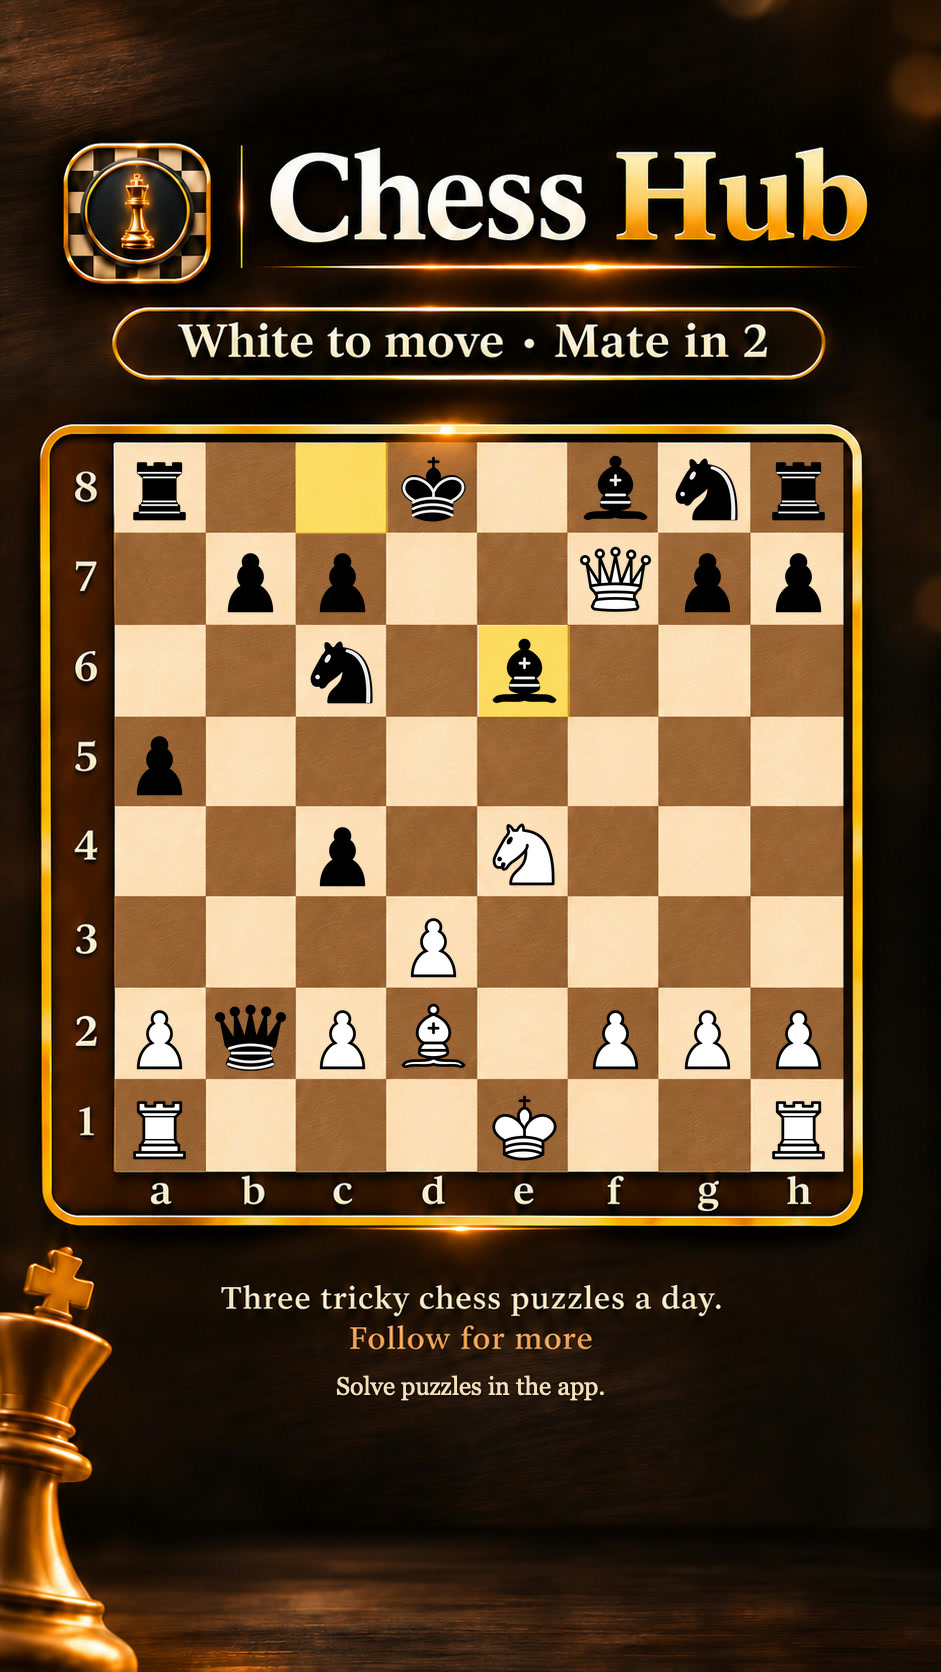 Chess Hub
White to move • Mate in 2
8
7
6
5
4
3
2
1
a b c d e f g h
Three tricky chess puzzles a day.
Follow for more
Solve puzzles in the app.